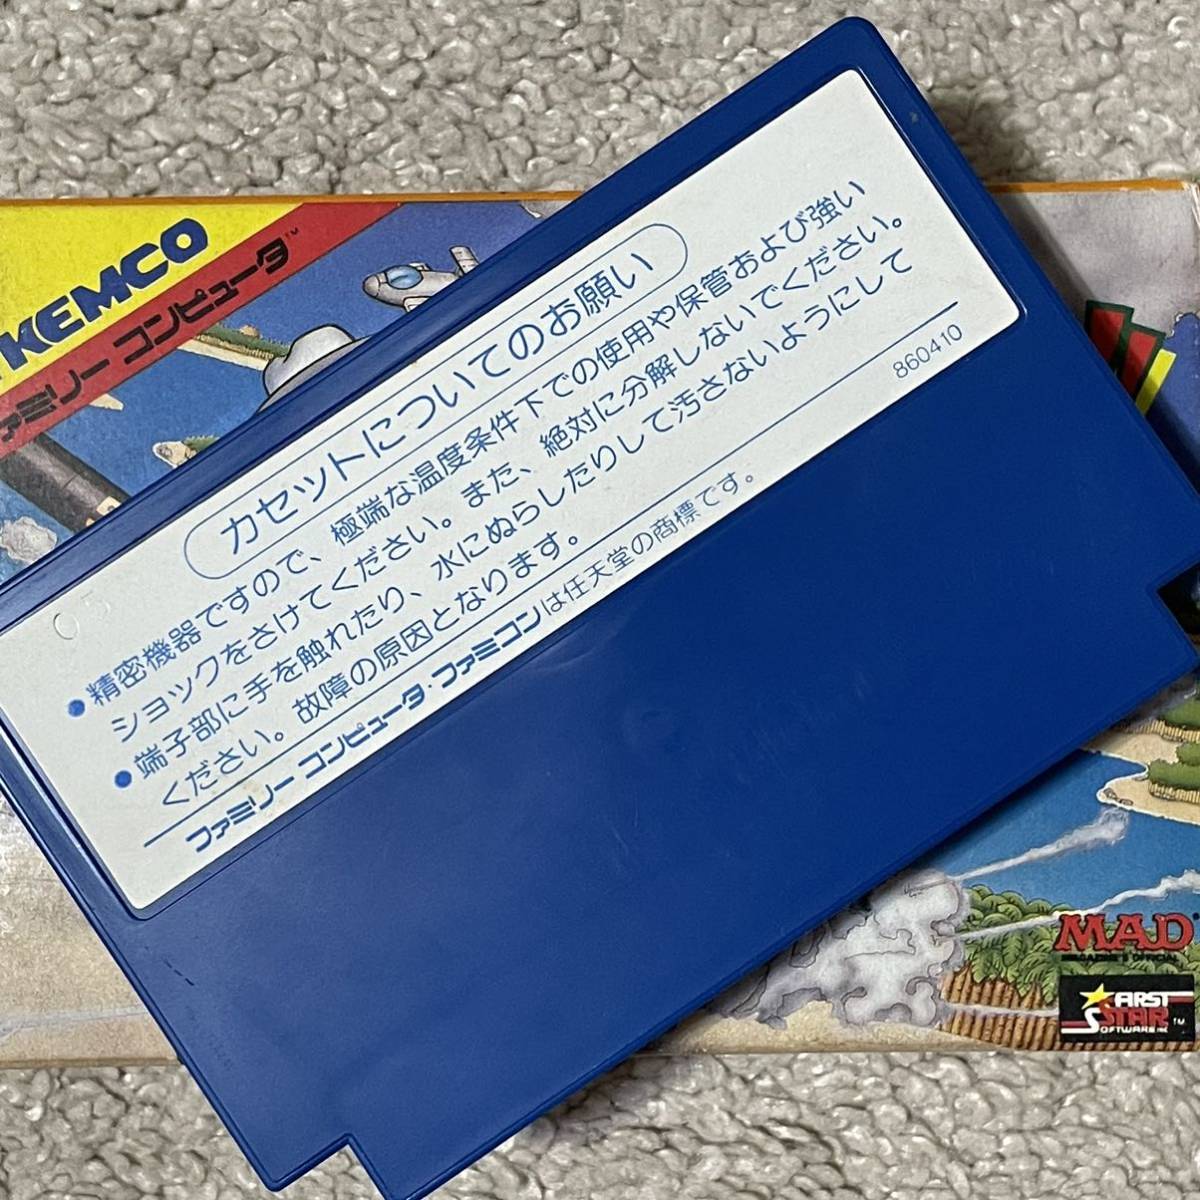 KEMCO
ファミリー コンピュータ™
カセットについてのお願い
●精密機器ですので、極端な温度条件下での使用や保管および強い
ショックをさけてください。また、絶対に分解しないでください。
●端子部に手を触れたり、水にぬらしたりして汚さないようにして
ください。故障の原因となります。
860410
ファミリー コンピュータ・ファミコンは任天堂の商標です。
MAD
MAGAZINE'S OFFICIAL
FIRST
STAR
SOFTWARE INC
TM